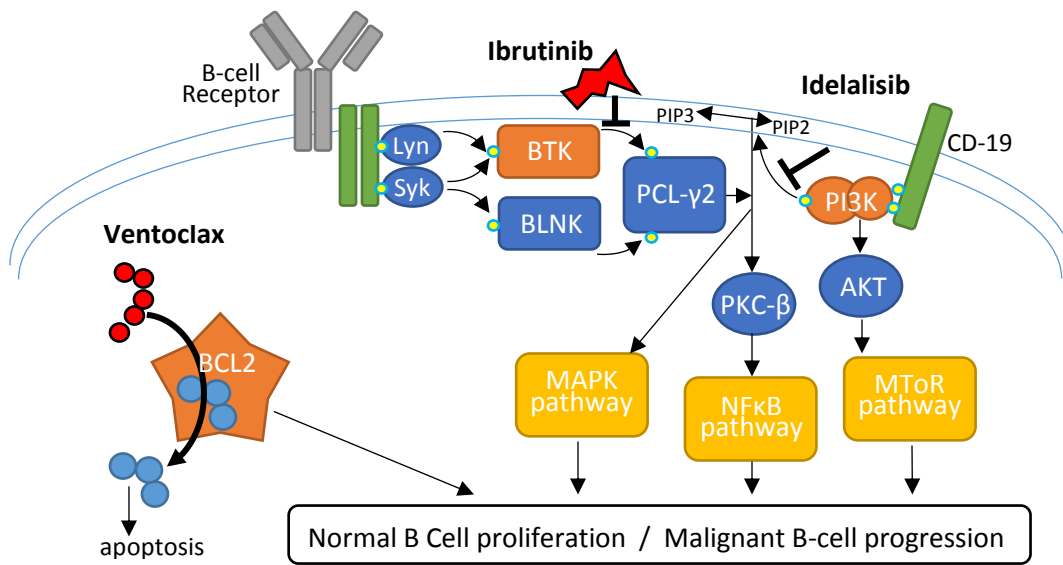 Ibrutinib
B-cell
Receptor
Idelalisib
PIP3
PIP2
CD-19
Lyn
Syk
BTK
BLNK
PCL-γ2
PI3K
Ventoclax
BCL2
PKC-β
AKT
MAPK
pathway
NFκB
pathway
MToR
pathway
apoptosis
Normal B Cell proliferation / Malignant B-cell progression